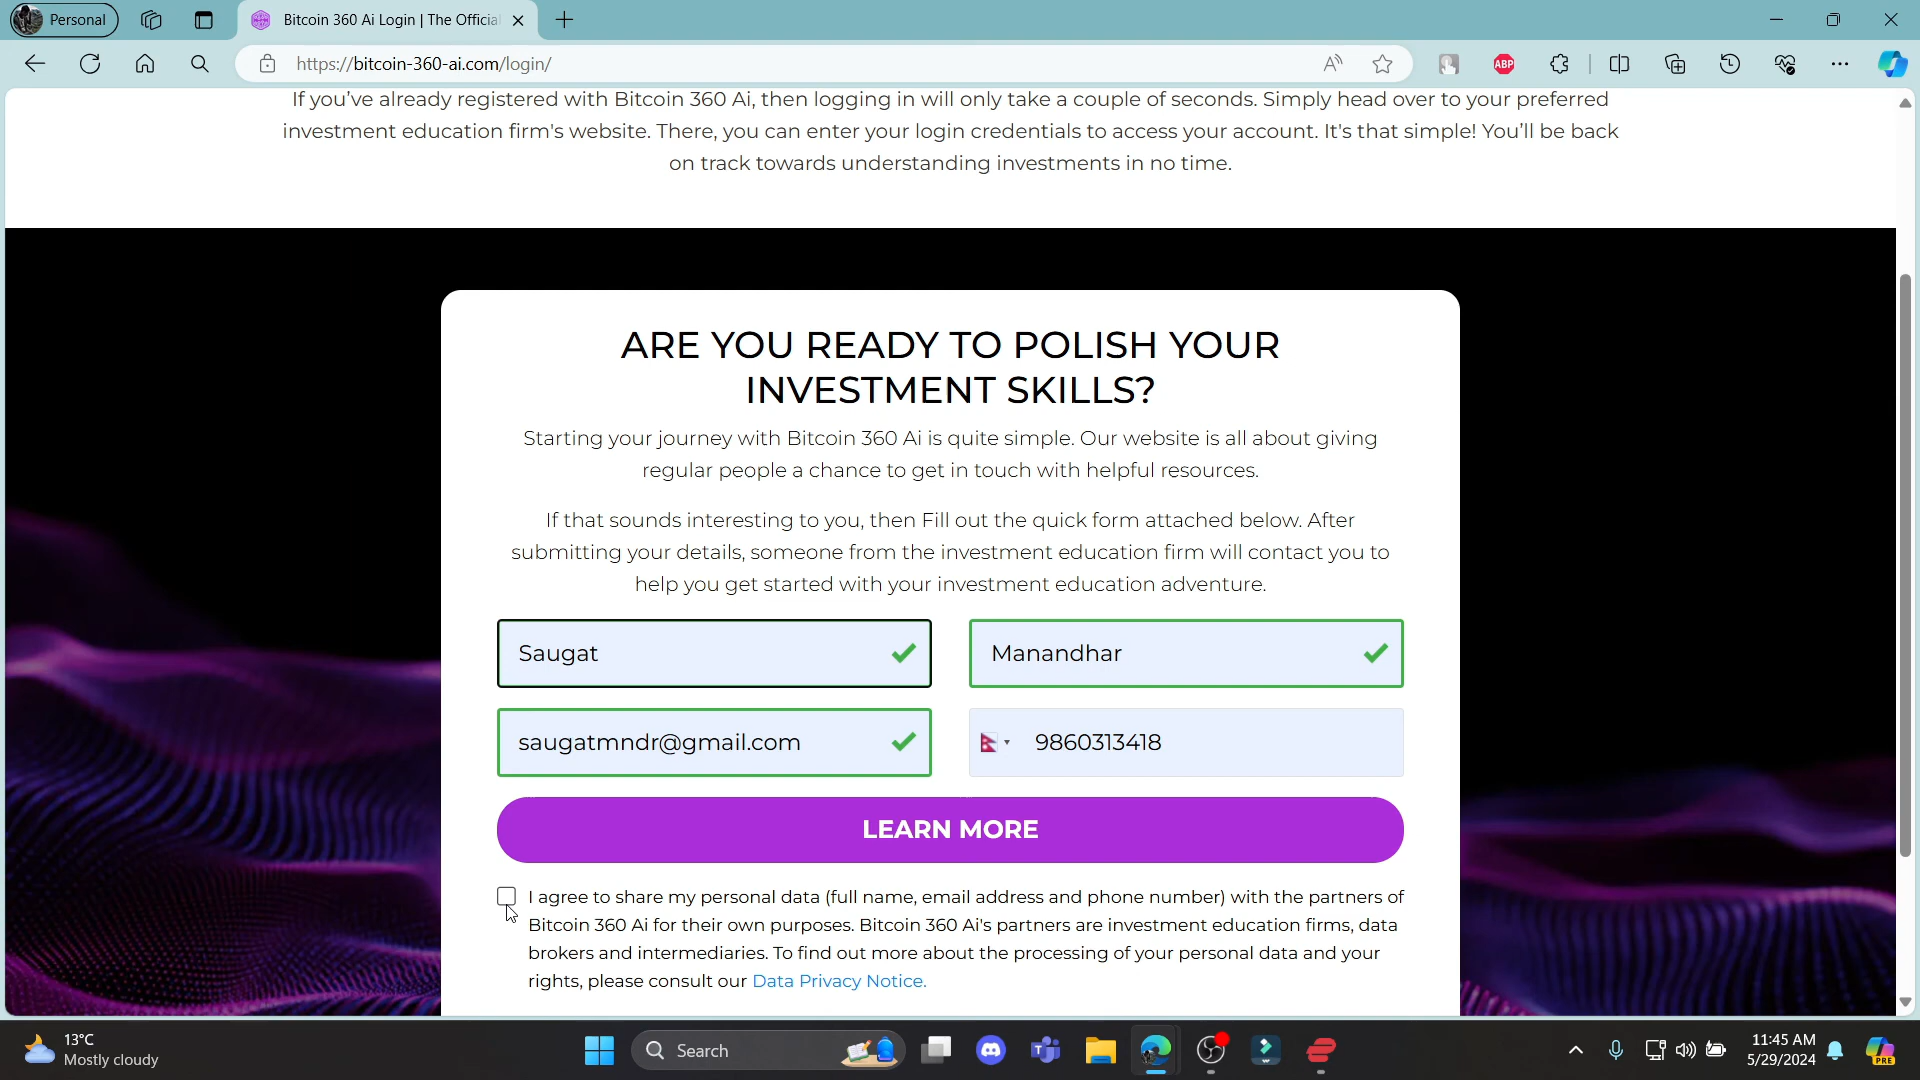 Personal
Bitcoin 360 Ai Login | The Official
https://bitcoin-360-ai.com/login/
ABP
If you've already registered with Bitcoin 360 Ai, then logging in will only take a couple of seconds. Simply head over to your preferred
investment education firm's website. There, you can enter your login credentials to access your account. It's that simple! You'll be back
on track towards understanding investments in no time.
ARE YOU READY TO POLISH YOUR
INVESTMENT SKILLS?
Starting your journey with Bitcoin 360 Ai is quite simple. Our website is all about giving
regular people a chance to get in touch with helpful resources.
If that sounds interesting to you, then Fill out the quick form attached below. After
submitting your details, someone from the investment education firm will contact you to
help you get started with your investment education adventure.
Saugat
Manandhar
saugatmndr@gmail.com
9860313418
LEARN MORE
I agree to share my personal data (full name, email address and phone number) with the partners of
Bitcoin 360 Ai for their own purposes. Bitcoin 360 Ai's partners are investment education firms, data
brokers and intermediaries. To find out more about the processing of your personal data and your
rights, please consult our Data Privacy Notice.
13°C
Mostly cloudy
Search
11:45 AM
5/29/2024
PRE